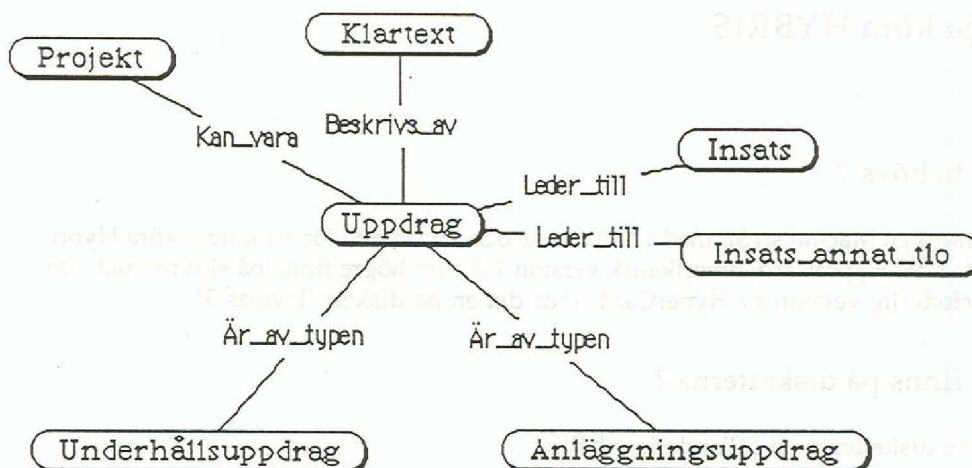 Klartext
Projekt
Beskrivs_av
Kan_vara
Insats
Leder_till
Uppdrag
Leder_till
Insats_annat_tlo
Är_av_typen Är_av_typen
Underhållsuppdrag Anläggningsuppdrag